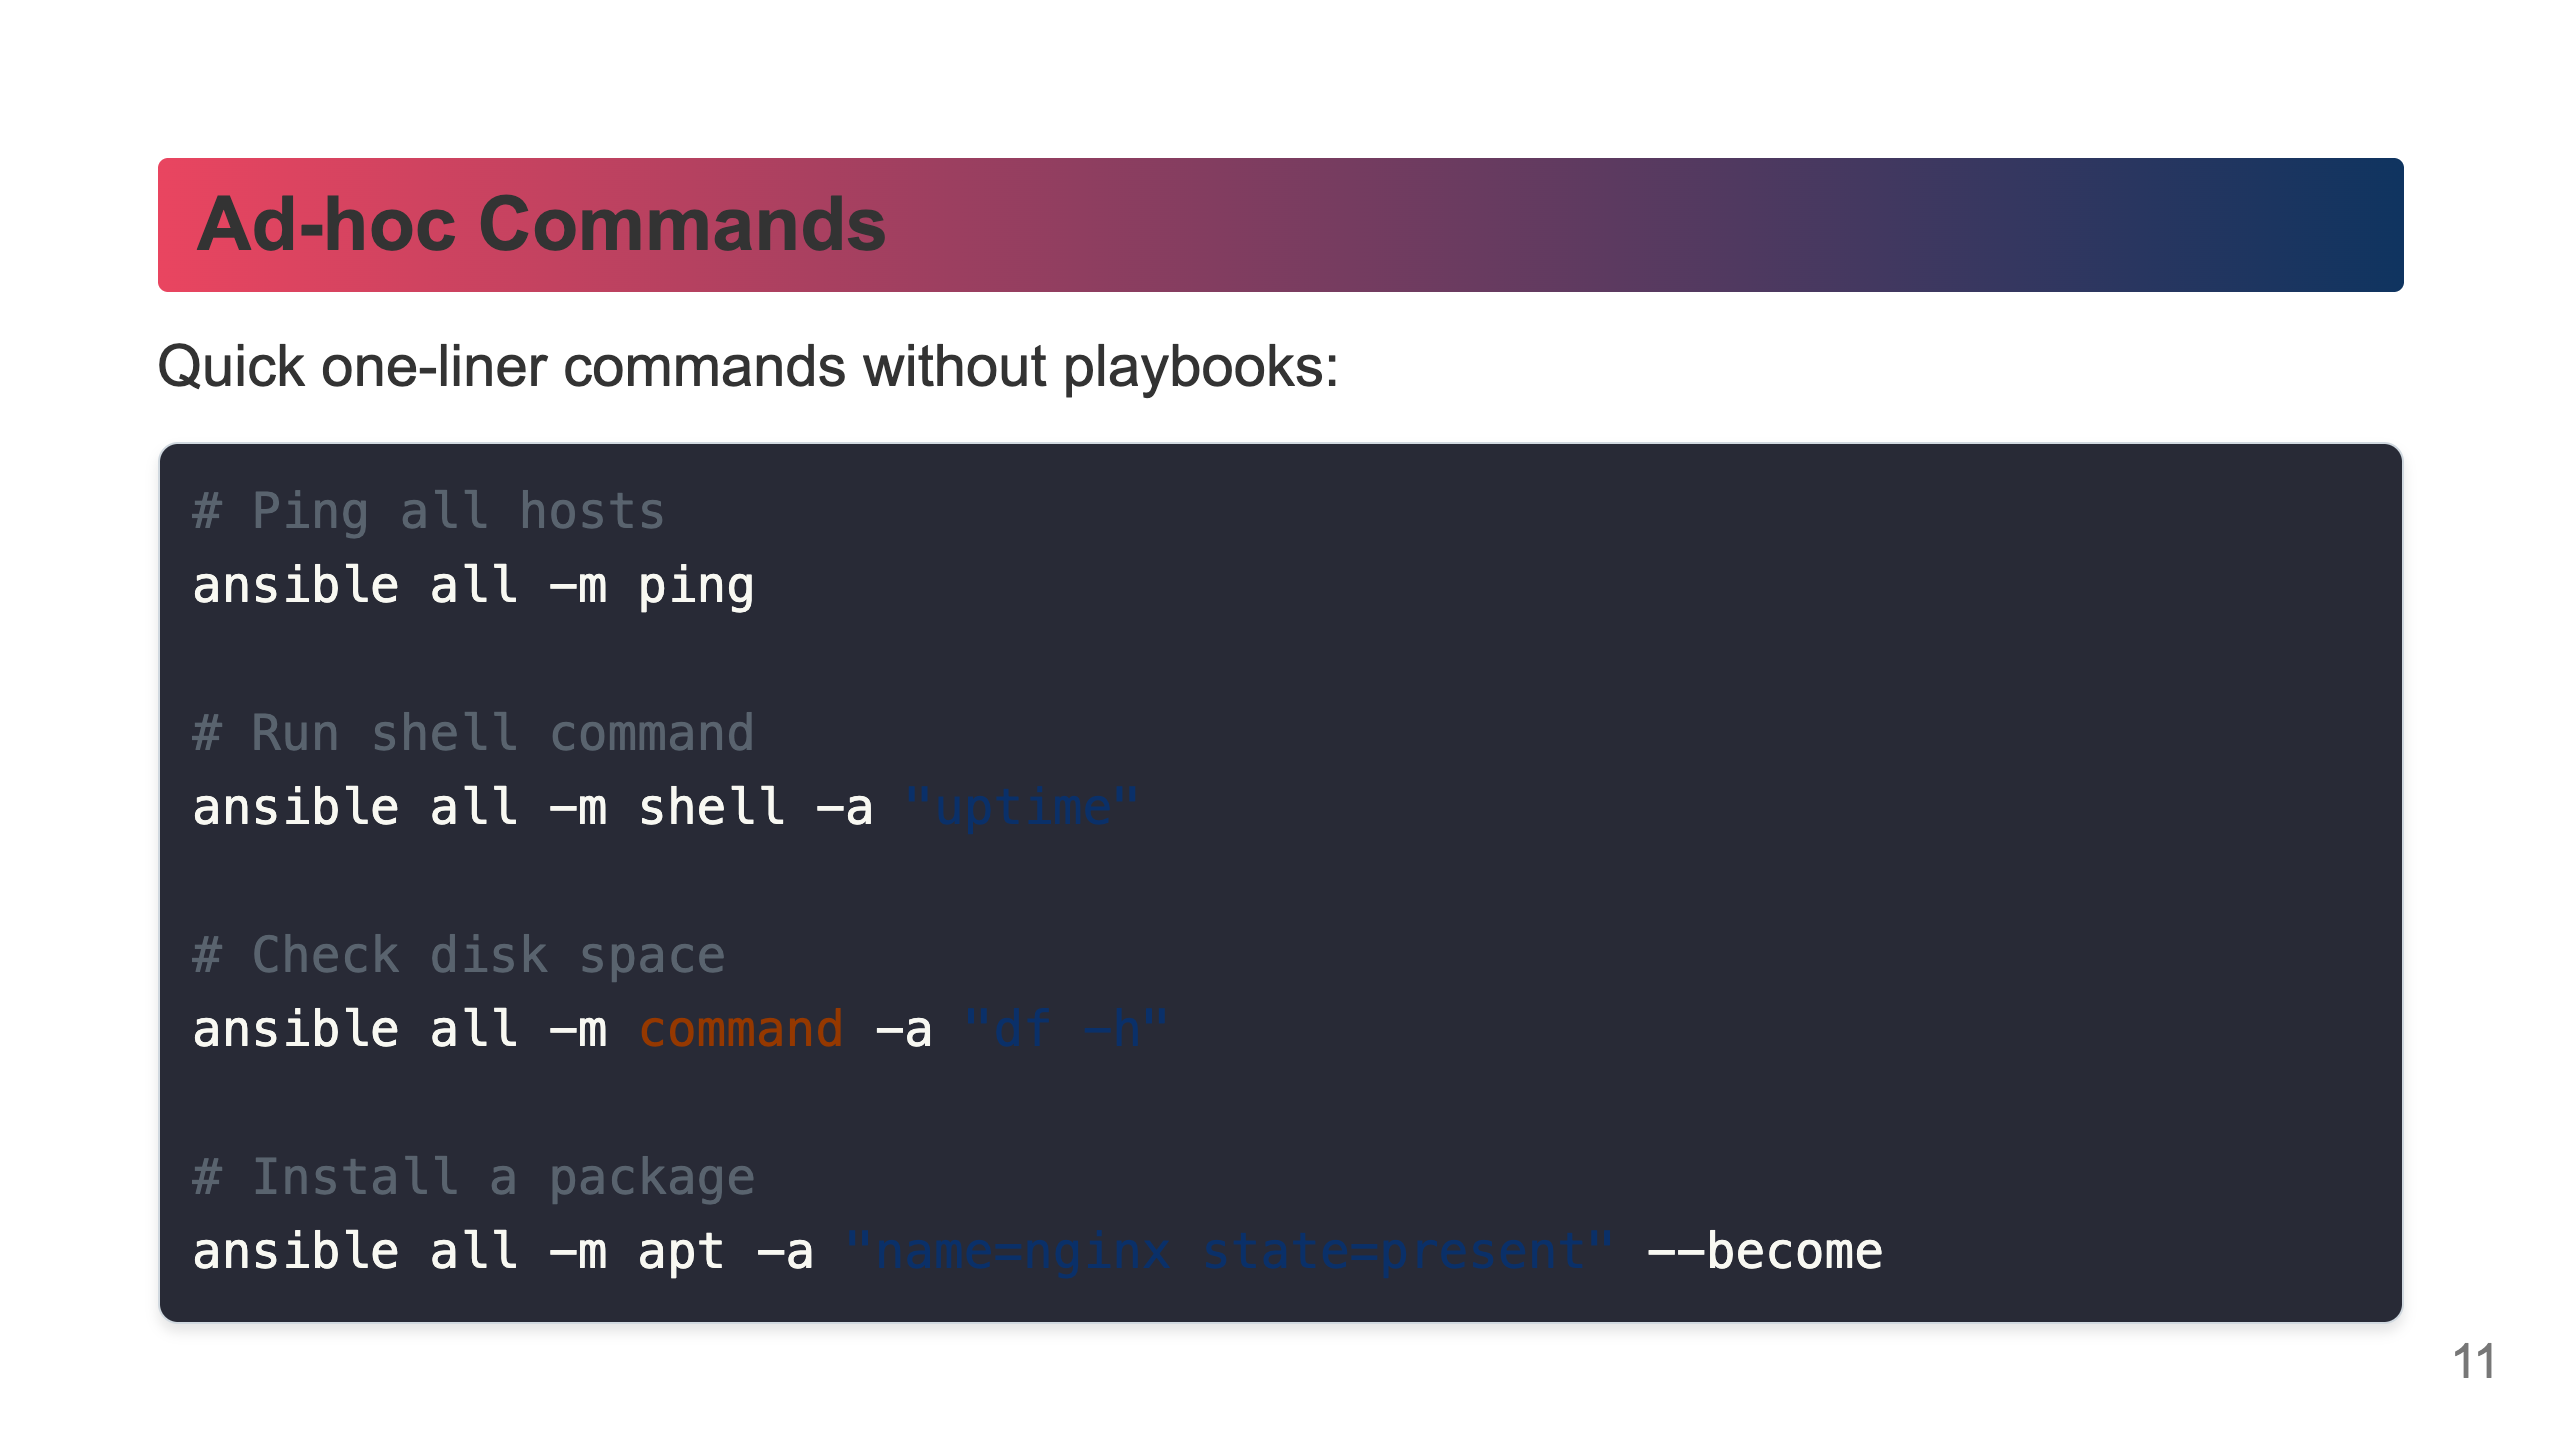 Ad-hoc Commands
Quick one-liner commands without playbooks:
# Ping all hosts
ansible all -m ping
# Run shell command
ansible all -m shell -a "uptime"
# Check disk space
ansible all -m command -a "df -h"
# Install a package
ansible all -m apt -a "name=nginx state=present" --become
11